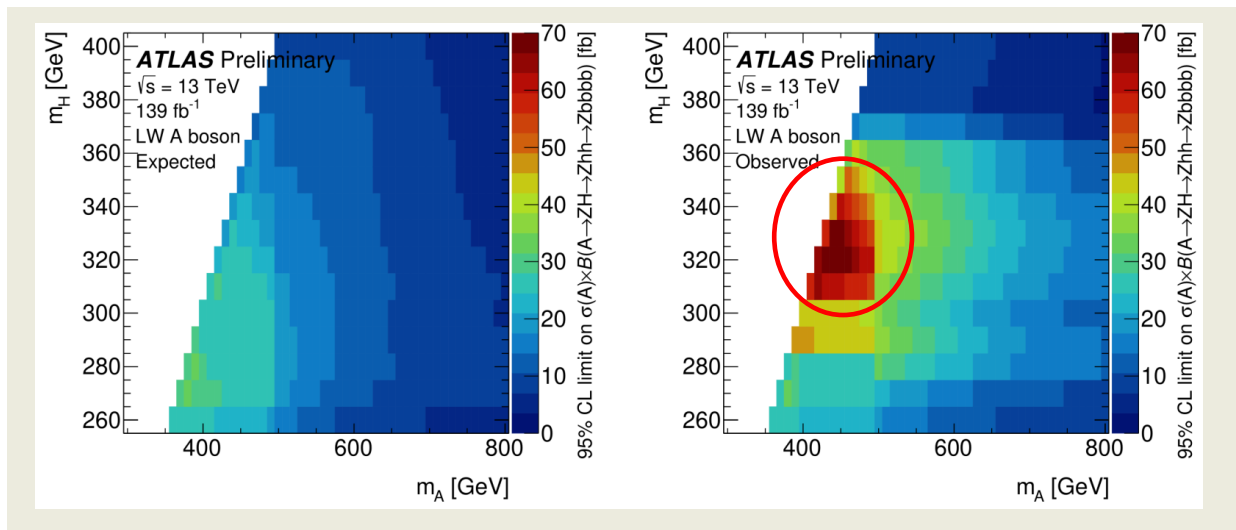 ATLAS Preliminary
√s = 13 TeV
139 fb⁻¹
LW A boson
Expected
m_H [GeV]
400
380
360
340
320
300
280
260
400
600
800
m_A [GeV]
70
60
50
40
30
20
10
0
95% CL limit on σ(A)×B(A→ZH→Zhh→Zbbbb) [fb]
ATLAS Preliminary
√s = 13 TeV
139 fb⁻¹
LW A boson
Observed
m_H [GeV]
400
380
360
340
320
300
280
260
400
600
800
m_A [GeV]
70
60
50
40
30
20
10
0
95% CL limit on σ(A)×B(A→ZH→Zhh→Zbbbb) [fb]